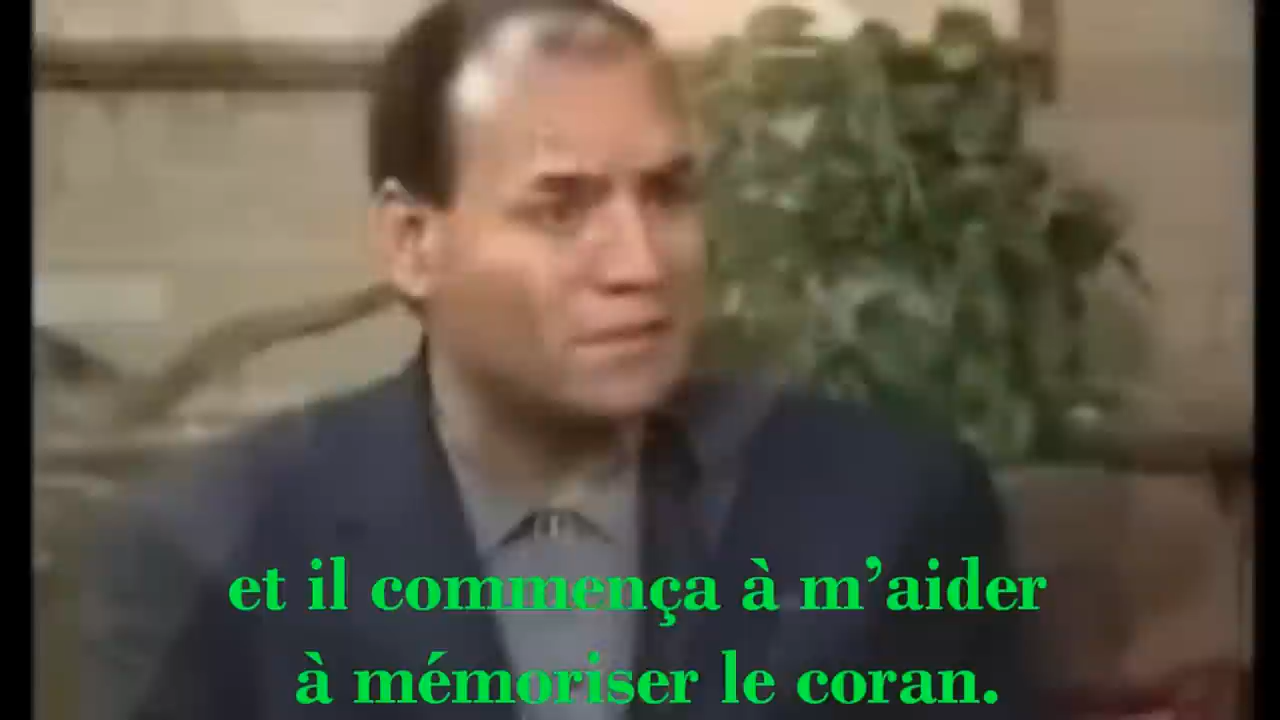 et il commença à m’aider
à mémoriser le coran.